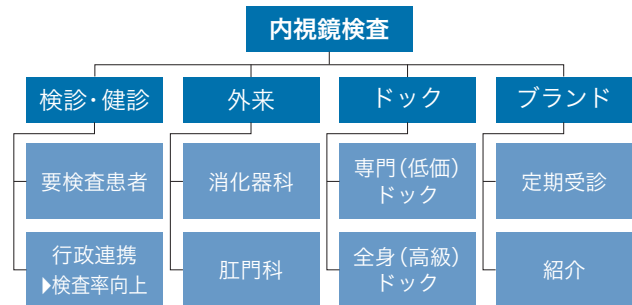 内視鏡検査
検診・健診
外来
ドック
ブランド
要検査患者
消化器科
専門（低価）
ドック
定期受診
行政連携
▶検査率向上
肛門科
全身（高級）
ドック
紹介